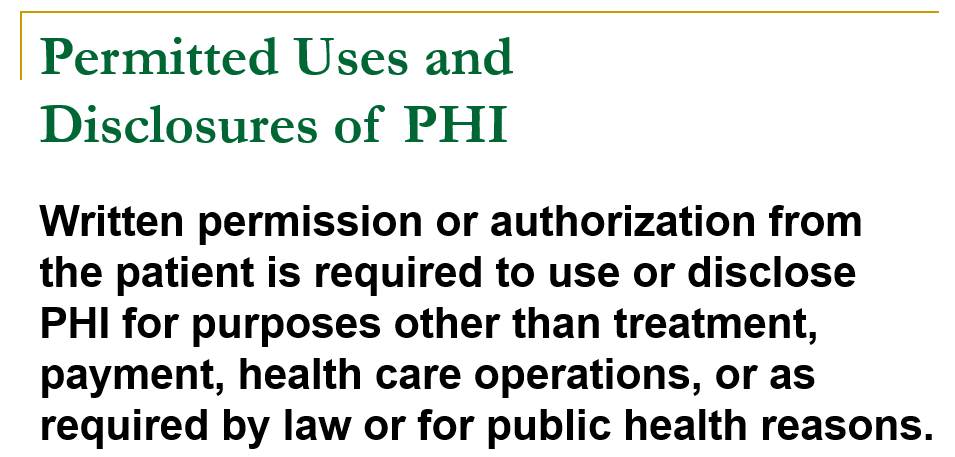 Permitted Uses and
Disclosures of PHI
Written permission or authorization from
the patient is required to use or disclose
PHI for purposes other than treatment,
payment, health care operations, or as
required by law or for public health reasons.